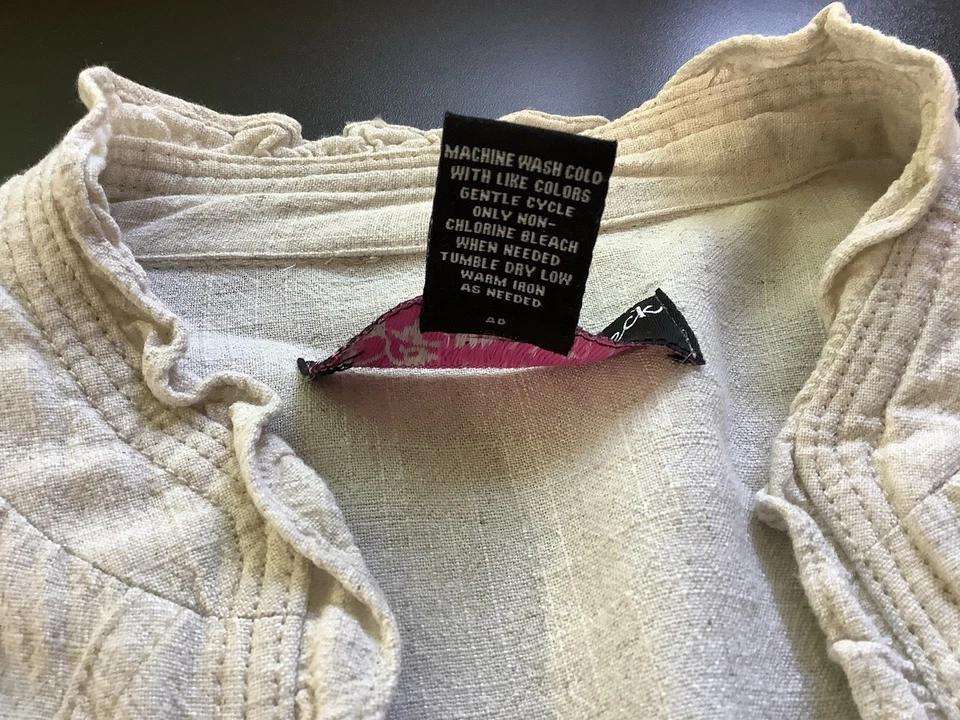 MACHINE WASH COLD
WITH LIKE COLORS
GENTLE CYCLE
ONLY NON-
CHLORINE BLEACH
WHEN NEEDED
TUMBLE DRY LOW
WARM IRON
AS NEEDED
eck